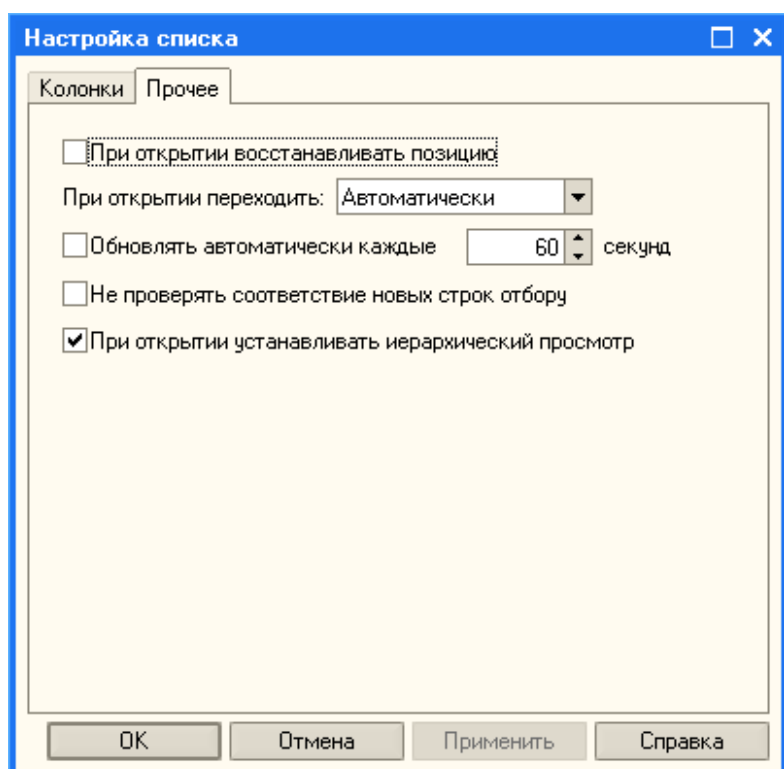 Настройка списка
Колонки Прочее
При открытии восстанавливать позицию
При открытии переходить: Автоматически
Обновлять автоматически каждые 60 секунд
Не проверять соответствие новых строк отбору
При открытии устанавливать иерархический просмотр
ОК Отмена Применить Справка